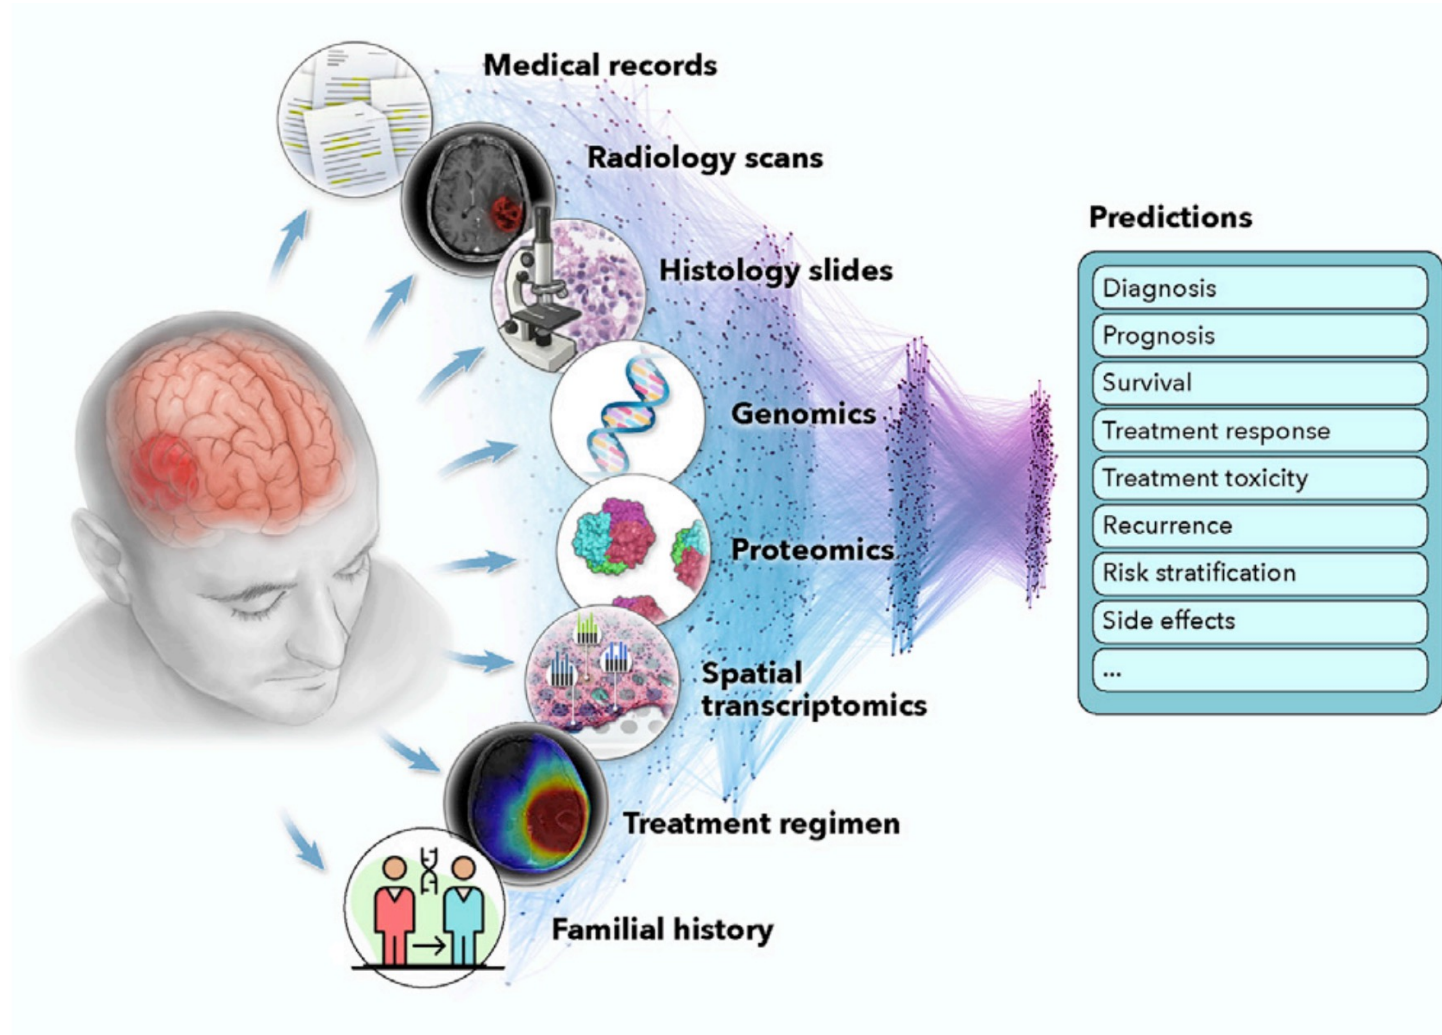 Medical records
Radiology scans
Histology slides
Genomics
Proteomics
Spatial
transcriptomics
Treatment regimen
Familial history
Predictions
Diagnosis
Prognosis
Survival
Treatment response
Treatment toxicity
Recurrence
Risk stratification
Side effects
...